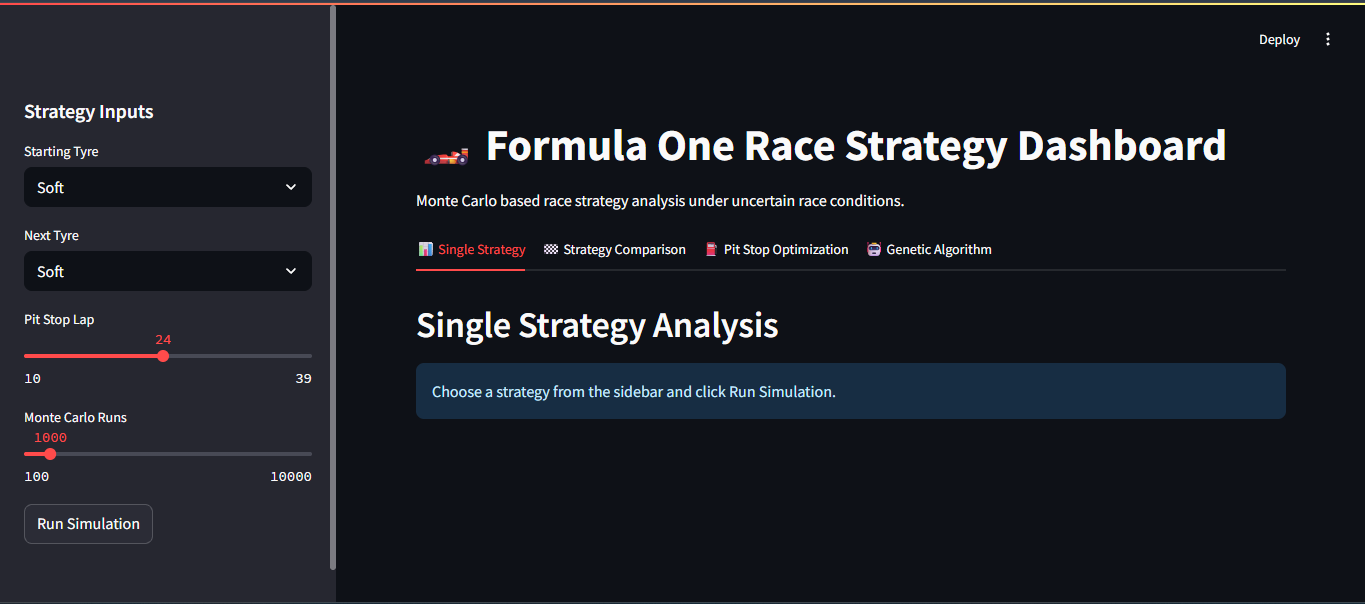 Deploy
Strategy Inputs
Starting Tyre
Soft
Next Tyre
Soft
Pit Stop Lap
24
10 39
Monte Carlo Runs
1000
100 10000
Run Simulation
Formula One Race Strategy Dashboard
Monte Carlo based race strategy analysis under uncertain race conditions.
Single Strategy Strategy Comparison Pit Stop Optimization Genetic Algorithm
Single Strategy Analysis
Choose a strategy from the sidebar and click Run Simulation.